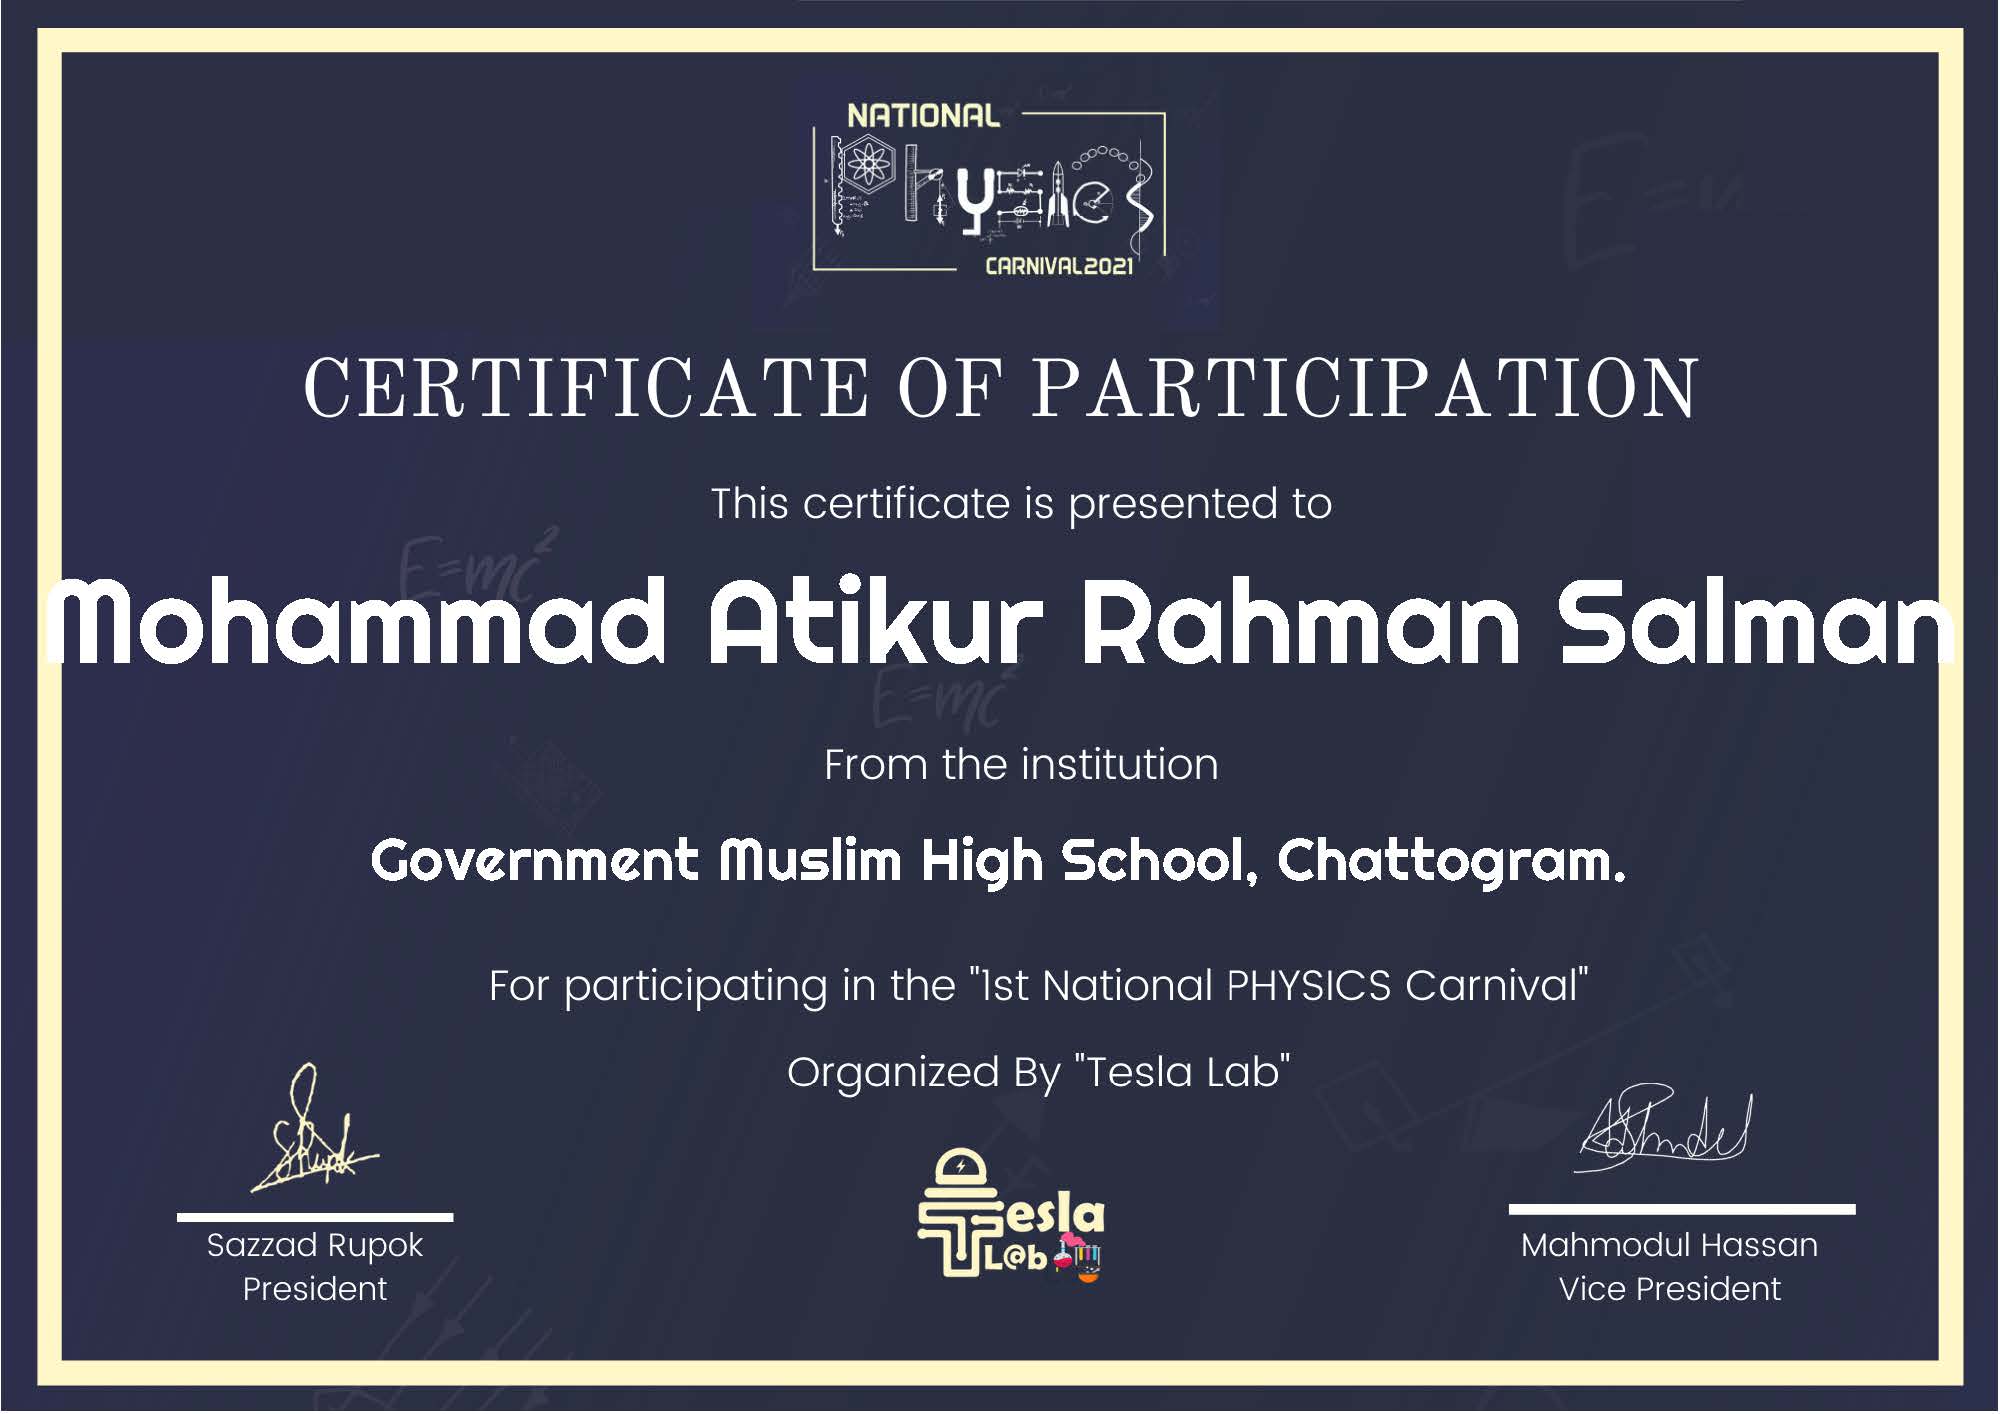 NATIONAL
Physics
CARNIVAL2021
CERTIFICATE OF PARTICIPATION
This certificate is presented to
E=mc²
Mohammad Atikur Rahman Salman
E=mc²
From the institution
Government Muslim High School, Chattogram.
For participating in the "1st National PHYSICS Carnival"
Organized By "Tesla Lab"
Tesla
L@b
Sazzad Rupok
President
Mahmodul Hassan
Vice President